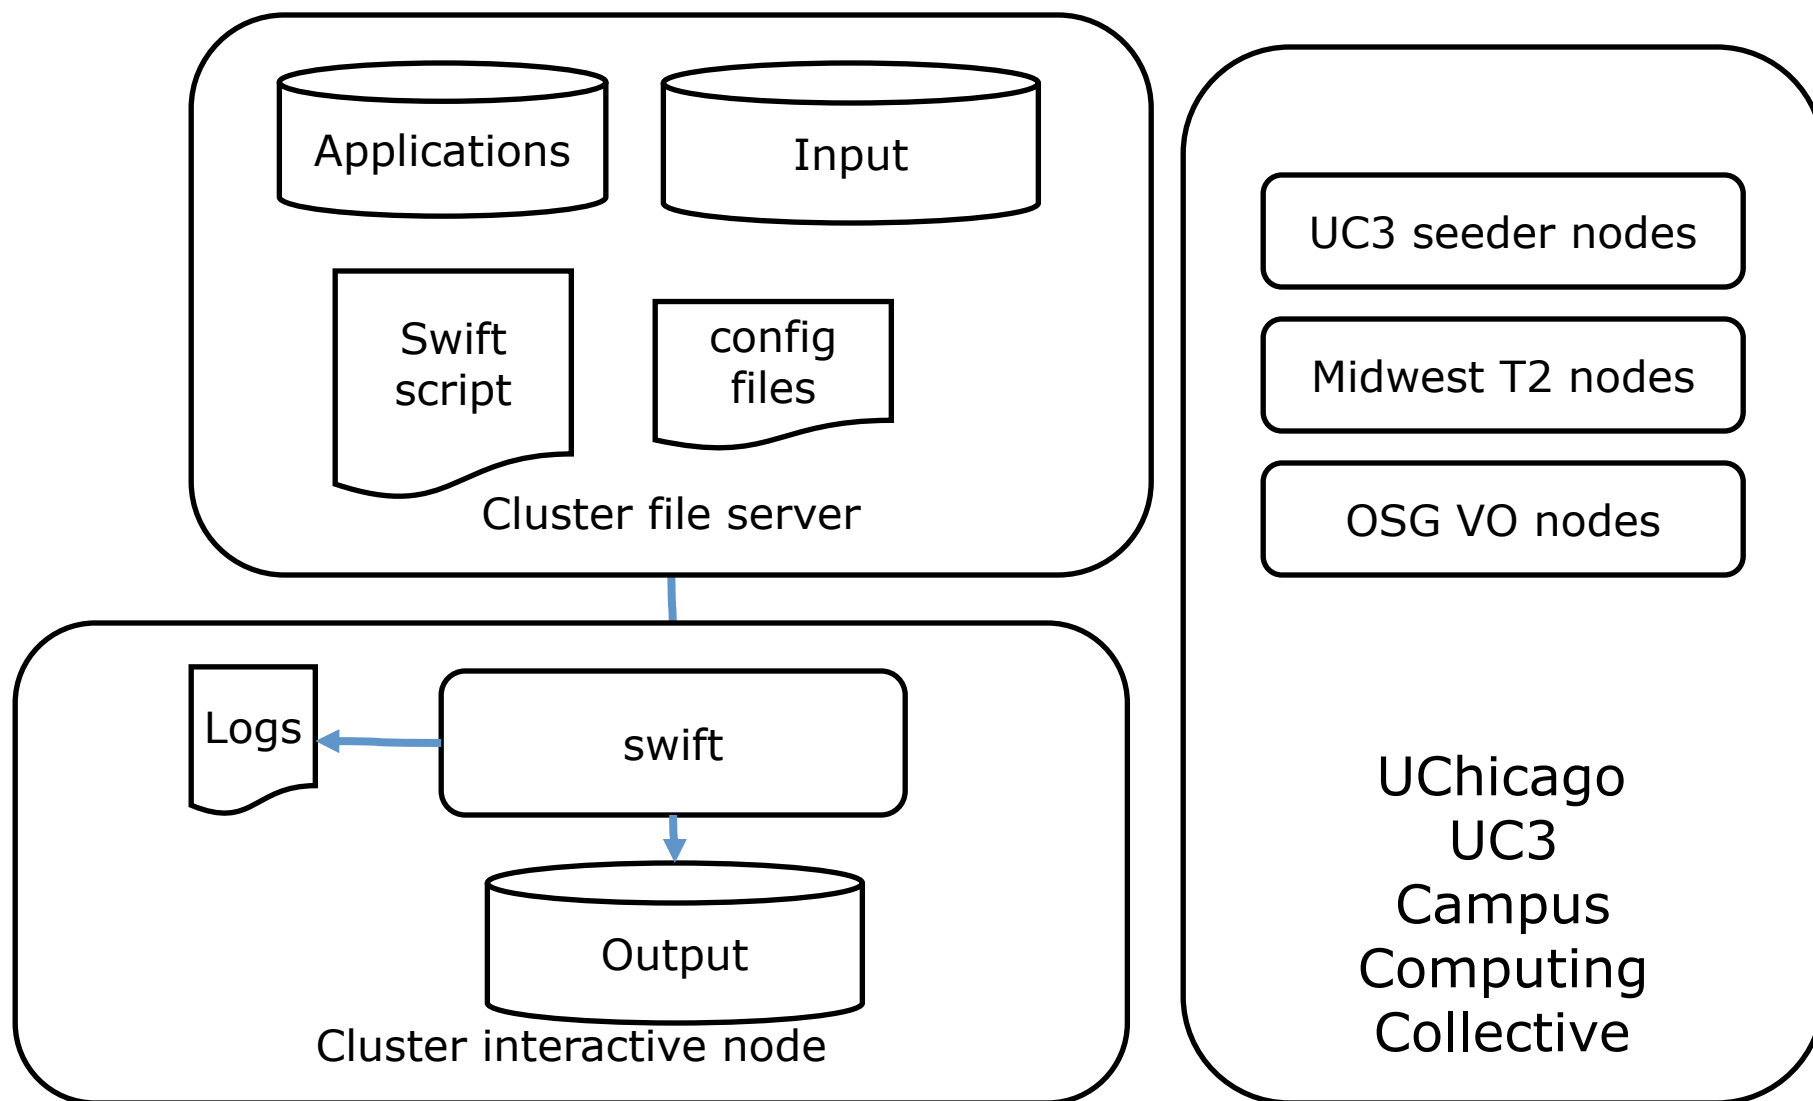 Applications
Input
Swift
script
config
files
Cluster file server
UC3 seeder nodes
Midwest T2 nodes
OSG VO nodes
Logs
swift
Output
Cluster interactive node
UChicago
UC3
Campus
Computing
Collective